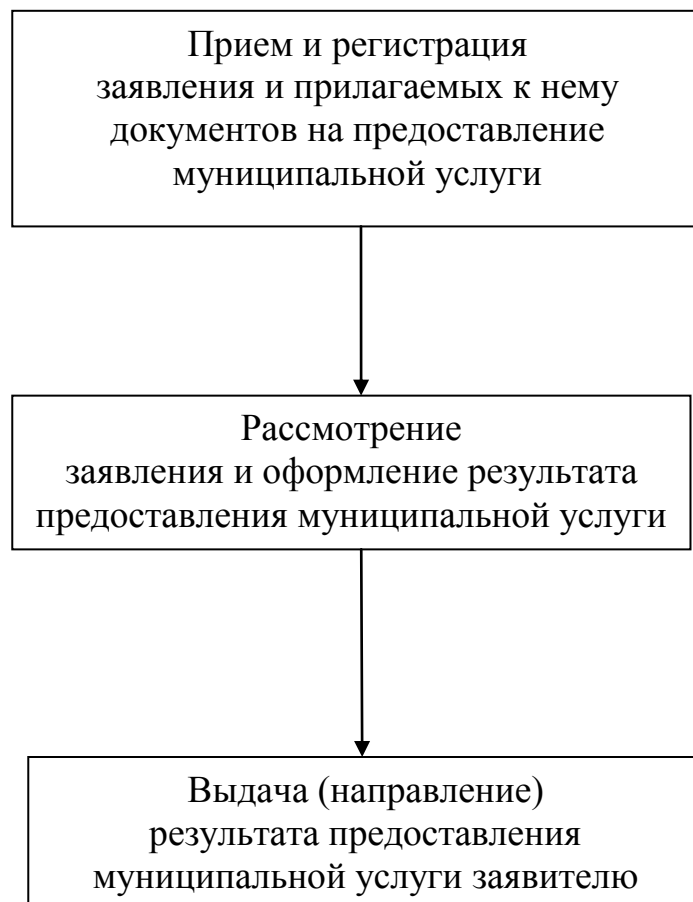 Прием и регистрация
заявления и прилагаемых к нему
документов на предоставление
муниципальной услуги
Рассмотрение
заявления и оформление результата
предоставления муниципальной услуги
Выдача (направление)
результата предоставления
муниципальной услуги заявителю